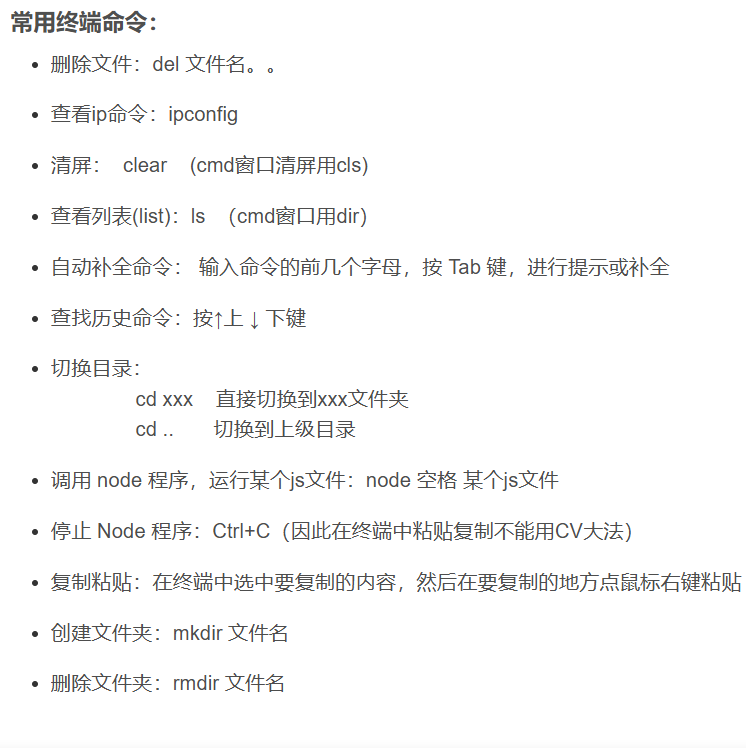 常用终端命令：
删除文件：del 文件名。。
查看ip命令：ipconfig
清屏： clear (cmd窗口清屏用cls)
查看列表(list)：ls （cmd窗口用dir）
自动补全命令： 输入命令的前几个字母，按 Tab 键，进行提示或补全
查找历史命令：按↑上 ↓ 下键
切换目录：
cd xxx 直接切换到xxx文件夹
cd .. 切换到上级目录
调用 node 程序，运行某个js文件：node 空格 某个js文件
停止 Node 程序：Ctrl+C（因此在终端中粘贴复制不能用CV大法）
复制粘贴：在终端中选中要复制的内容，然后在要复制的地方点鼠标右键粘贴
创建文件夹：mkdir 文件名
删除文件夹：rmdir 文件名